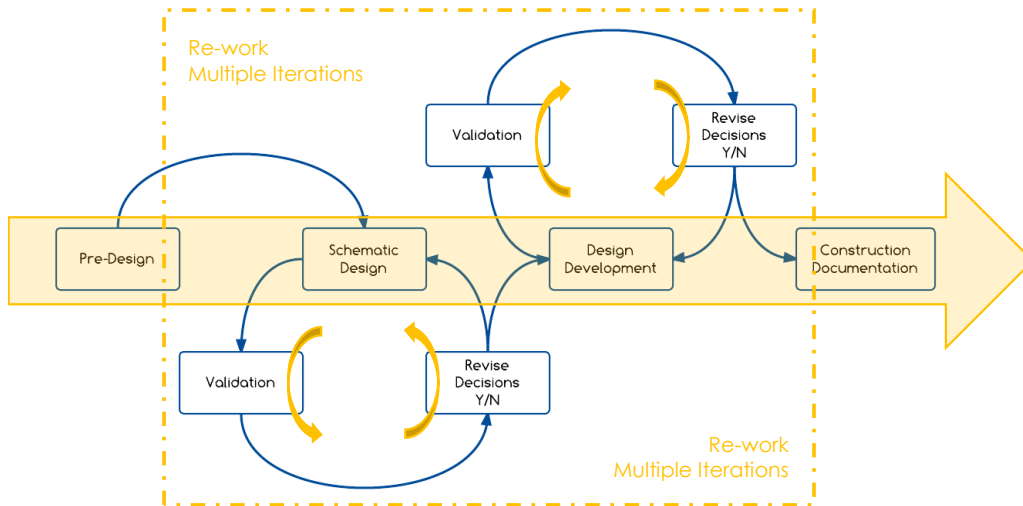 Re-work
Multiple Iterations
Validation
Revise
Decisions
Y/N
Pre-Design
Schematic
Design
Design
Development
Construction
Documentation
Validation
Revise
Decisions
Y/N
Re-work
Multiple Iterations